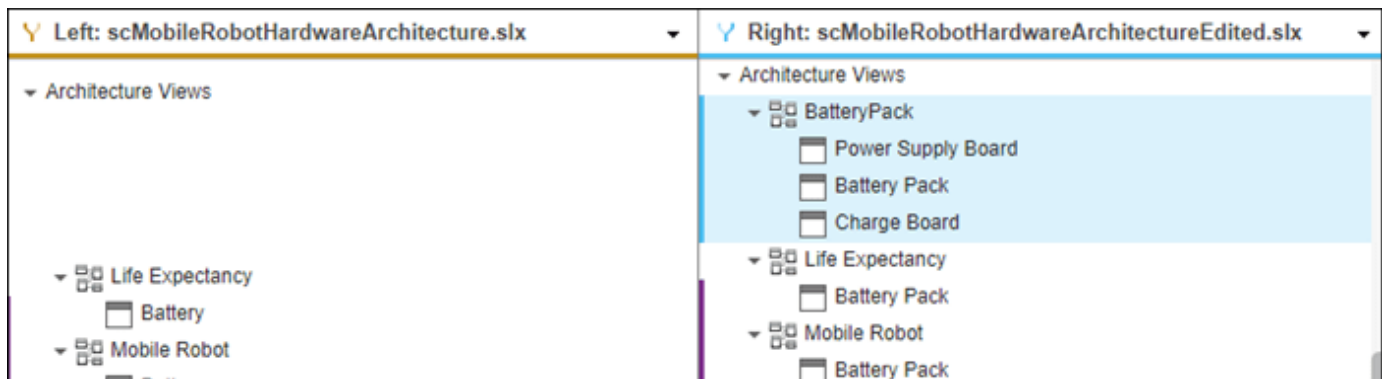 Left: scMobileRobotHardwareArchitecture.slx
Right: scMobileRobotHardwareArchitectureEdited.slx
Architecture Views
Life Expectancy
Battery
Mobile Robot
Architecture Views
BatteryPack
Power Supply Board
Battery Pack
Charge Board
Life Expectancy
Battery Pack
Mobile Robot
Battery Pack